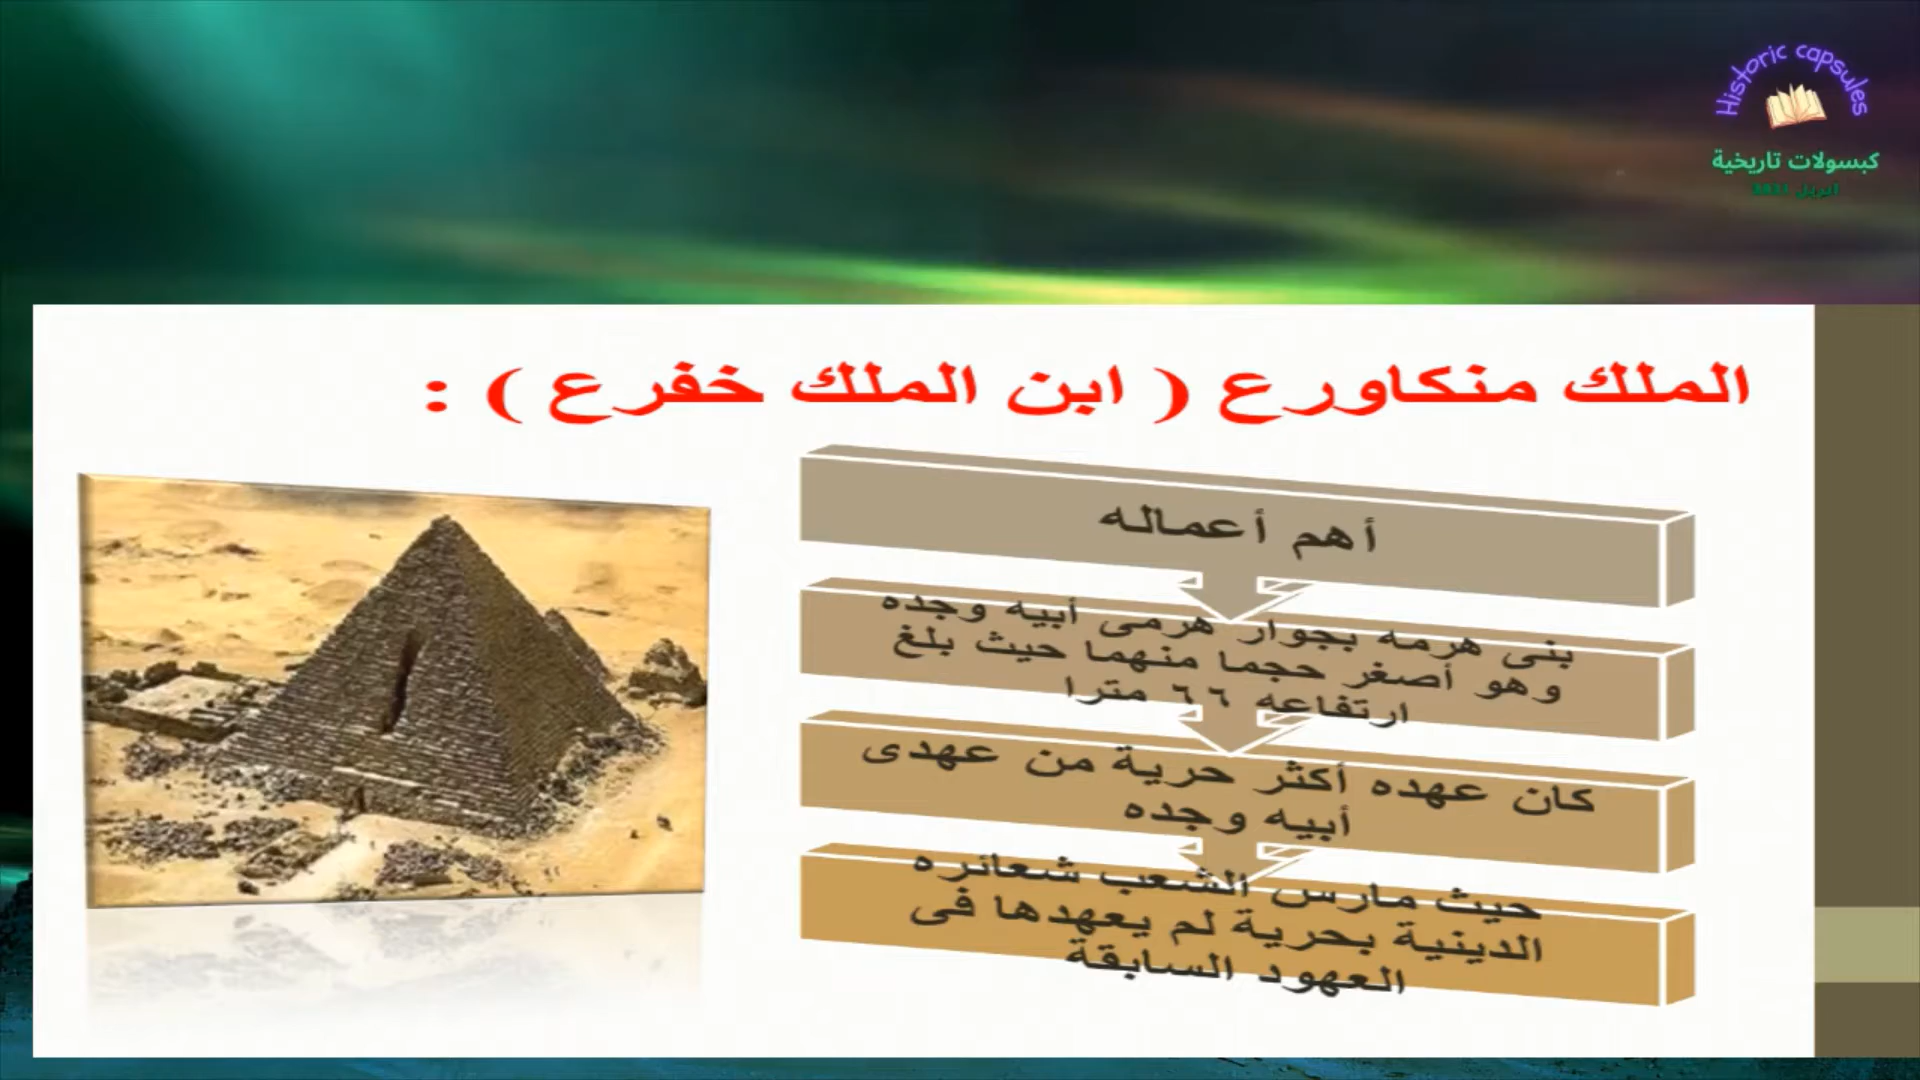 Historic capsules
كبسولات تاريخية
الملك منكاورع ( ابن الملك خفرع ) :
أهم أعماله
بنى هرمه بجوار هرمى أبيه وجده
وهو أصغر حجما منهما حيث بلغ
ارتفاعه ٦٦ مترا
كان عهده أكثر حرية من عهدى
أبيه وجده
حيث مارس الشعب شعائره
الدينية بحرية لم يعهدها فى
العهود السابقة